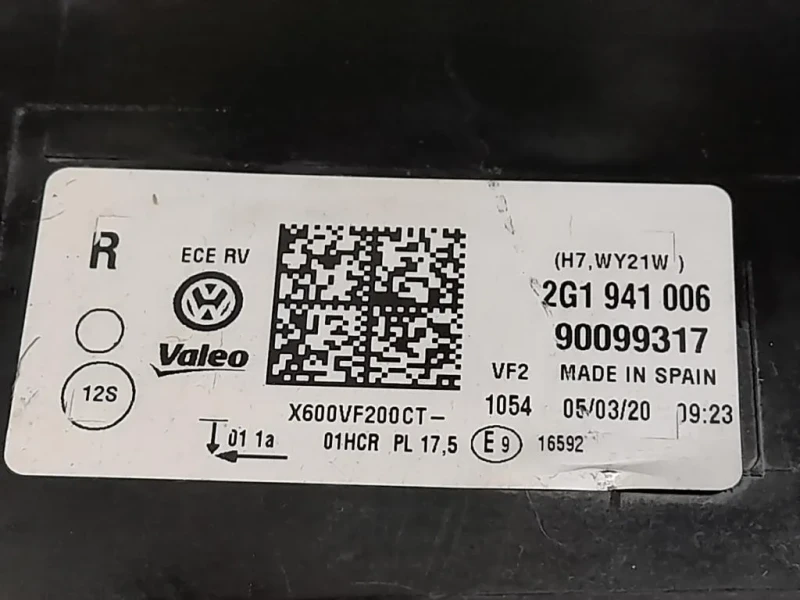 R
ECE RV
(H7,WY21W )
2G1 941 006
VW
90099317
Valeo
12S
VF2 MADE IN SPAIN
X600VF200CT-
1054 05/03/20 09:23
01 1a
01HCR PL 17,5 E9 16592